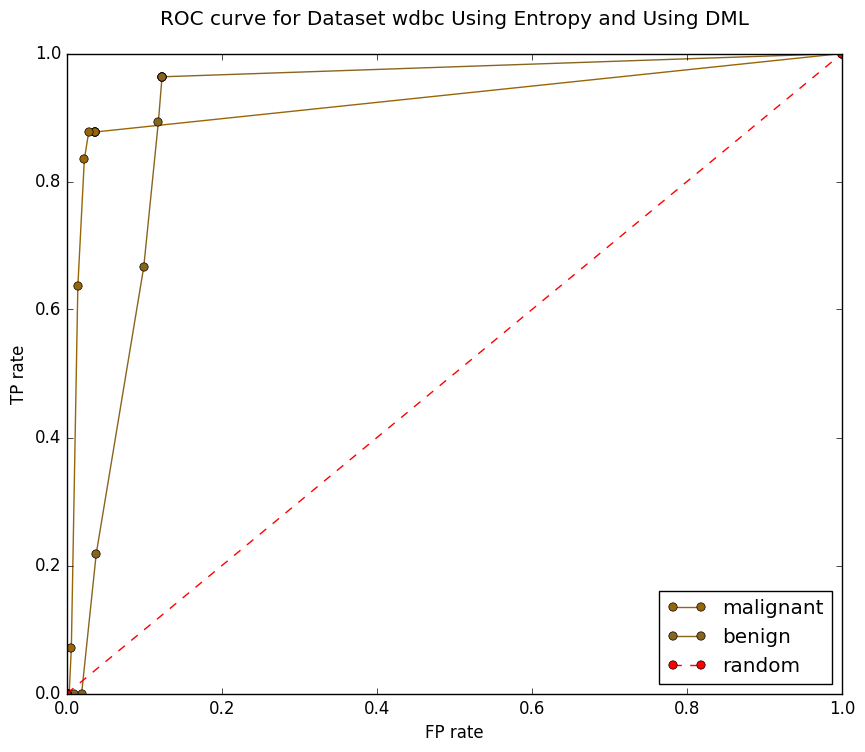 ROC curve for Dataset wdbc Using Entropy and Using DML
1.0
0.8
0.6
0.4
0.2
0.0
TP rate
0.0 0.2 0.4 0.6 0.8 1.0
FP rate
malignant
benign
random